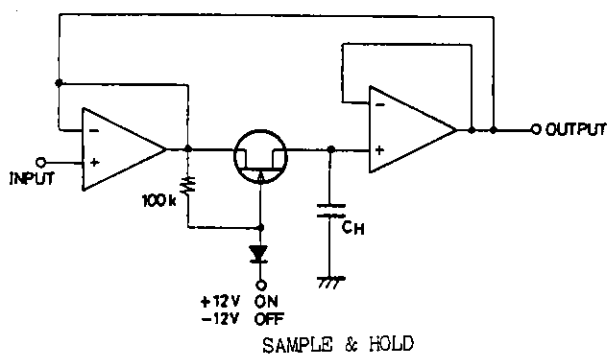 INPUT
-
+
100k
+12V ON
-12V OFF
CH
-
+
OUTPUT
SAMPLE & HOLD